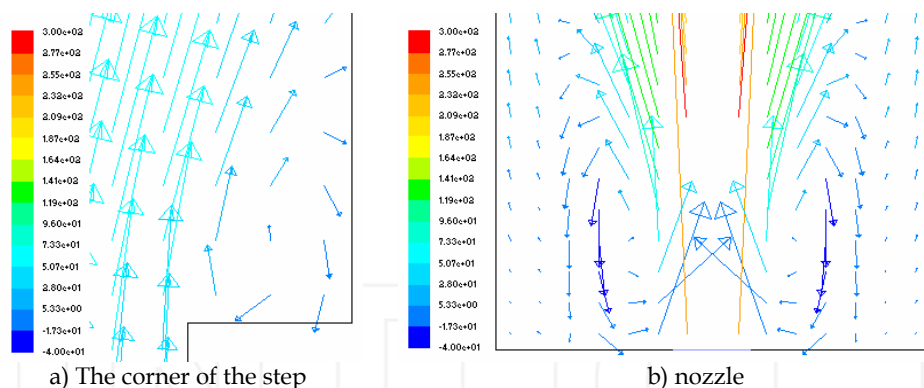 3.00e+02
2.77e+02
2.54e+02
2.32e+02
2.09e+02
1.87e+02
1.64e+02
1.41e+02
1.19e+02
9.60e+01
7.33e+01
5.07e+01
2.80e+01
5.33e+00
-1.73e+01
-4.00e+01
a) The corner of the step
3.00e+02
2.77e+02
2.54e+02
2.32e+02
2.09e+02
1.87e+02
1.64e+02
1.41e+02
1.19e+02
9.60e+01
7.33e+01
5.07e+01
2.80e+01
5.33e+00
-1.73e+01
-4.00e+01
b) nozzle